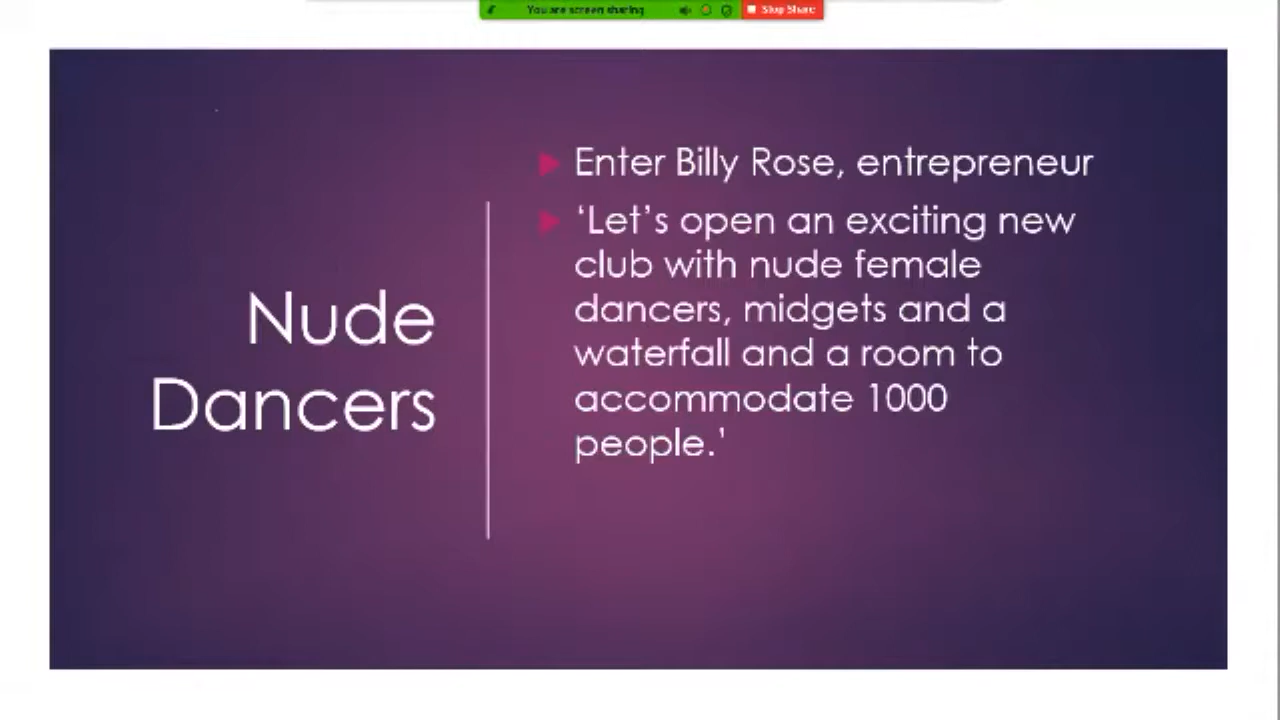 You are screen sharing
Stop Share
Nude
Dancers
Enter Billy Rose, entrepreneur
‘Let’s open an exciting new
club with nude female
dancers, midgets and a
waterfall and a room to
accommodate 1000
people.’